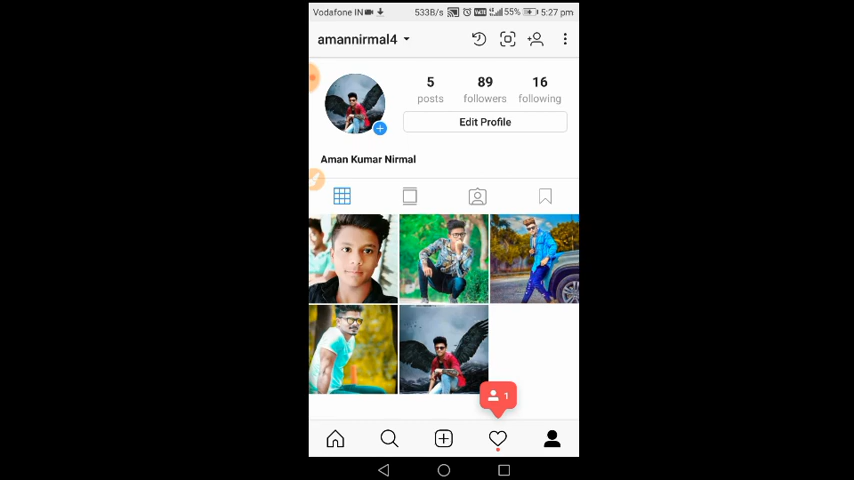 Vodafone IN 533B/s 55% 5:27 pm
amannirmal4
5 89 16
posts followers following
Edit Profile
Aman Kumar Nirmal
1